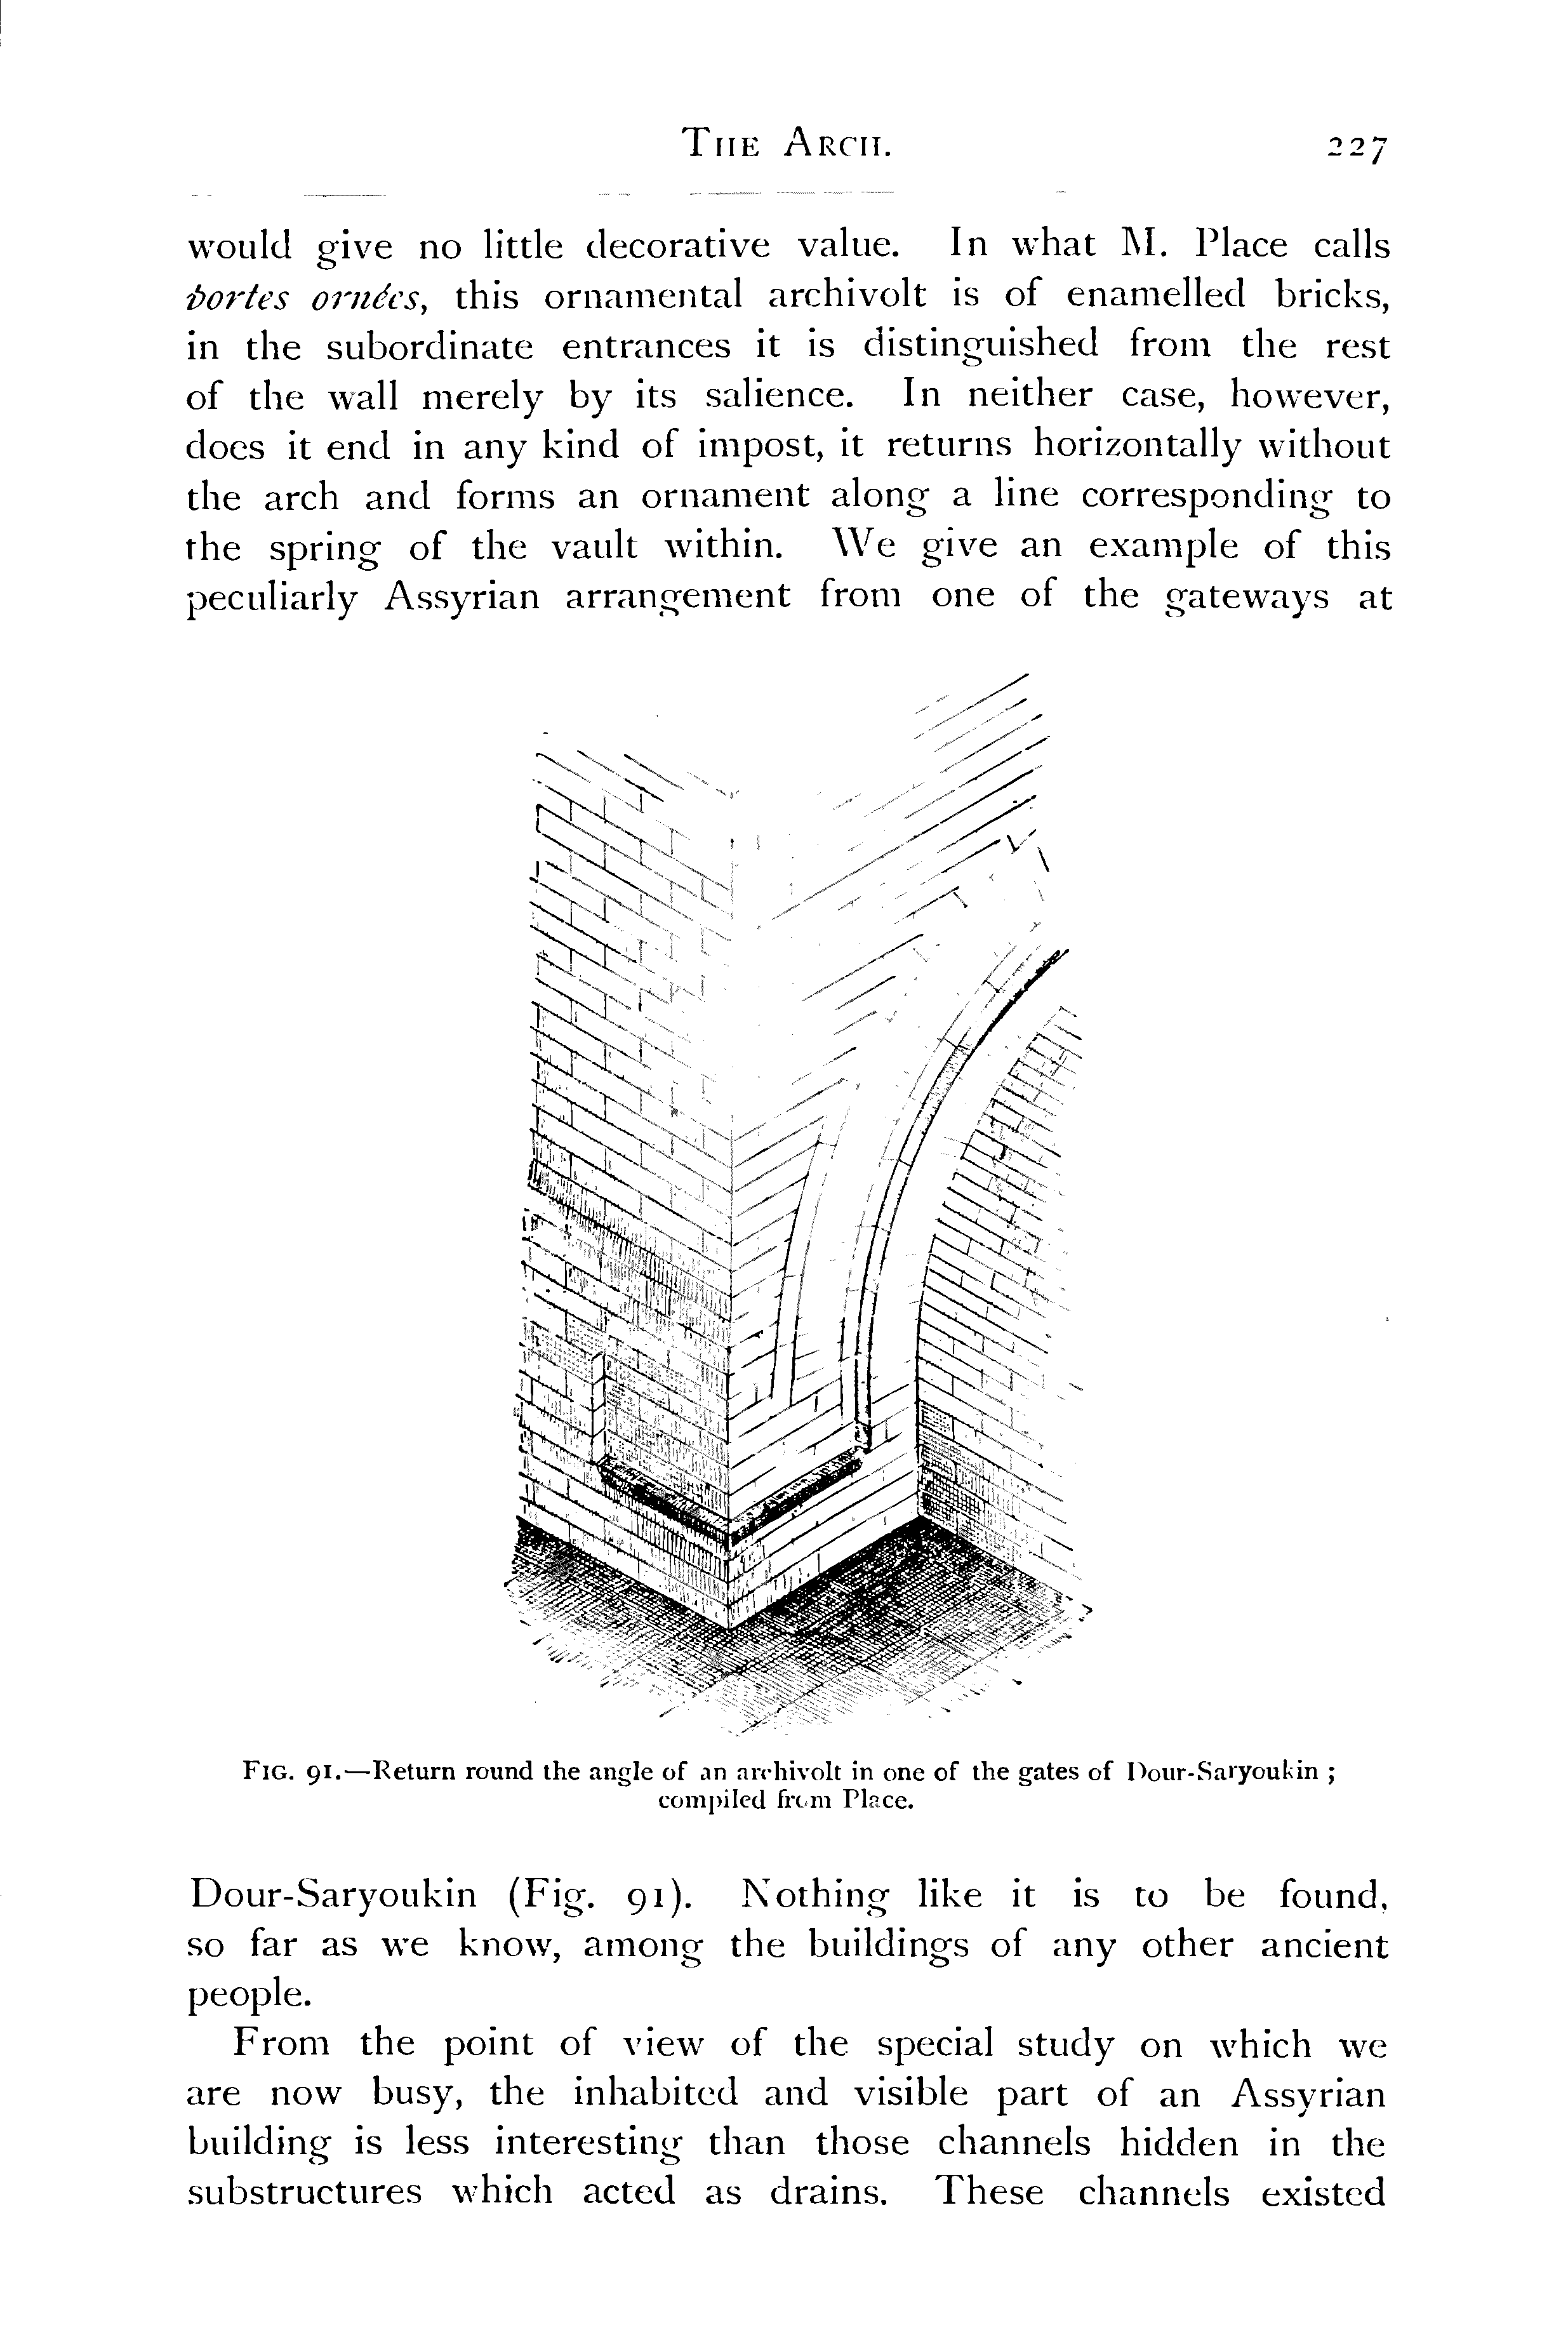 THE ARCH. 227
would give no little decorative value. In what M. Place calls
portes ornées, this ornamental archivolt is of enamelled bricks,
in the subordinate entrances it is distinguished from the rest
of the wall merely by its salience. In neither case, however,
does it end in any kind of impost, it returns horizontally without
the arch and forms an ornament along a line corresponding to
the spring of the vault within. We give an example of this
peculiarly Assyrian arrangement from one of the gateways at
FIG. 91.—Return round the angle of an archivolt in one of the gates of Dour-Saryoukin ;
compiled from Place.
Dour-Saryoukin (Fig. 91). Nothing like it is to be found,
so far as we know, among the buildings of any other ancient
people.
From the point of view of the special study on which we
are now busy, the inhabited and visible part of an Assyrian
building is less interesting than those channels hidden in the
substructures which acted as drains. These channels existed